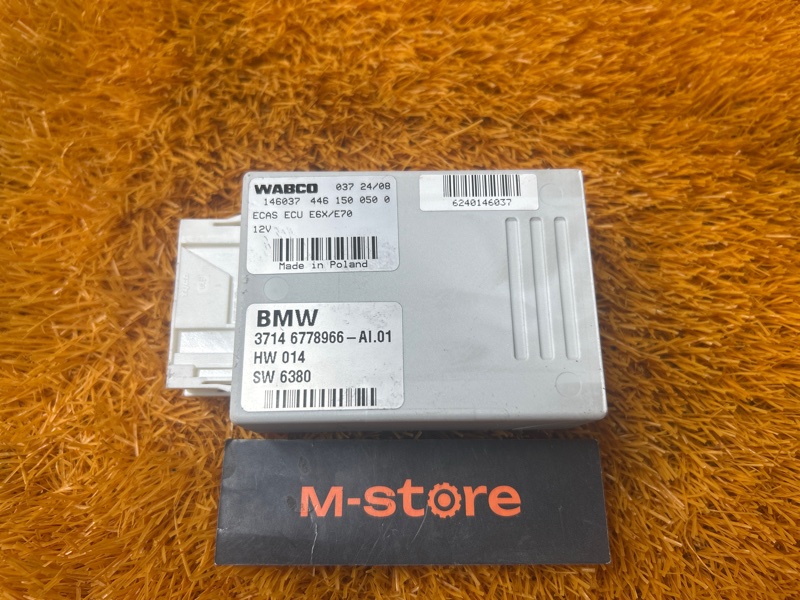 WABCO 037 24/08
146037 446 150 050 0
ECAS ECU E6X/E70
12V
Made in Poland
6240146037
BMW
3714 6778966-AI.01
HW 014
SW 6380
M-store